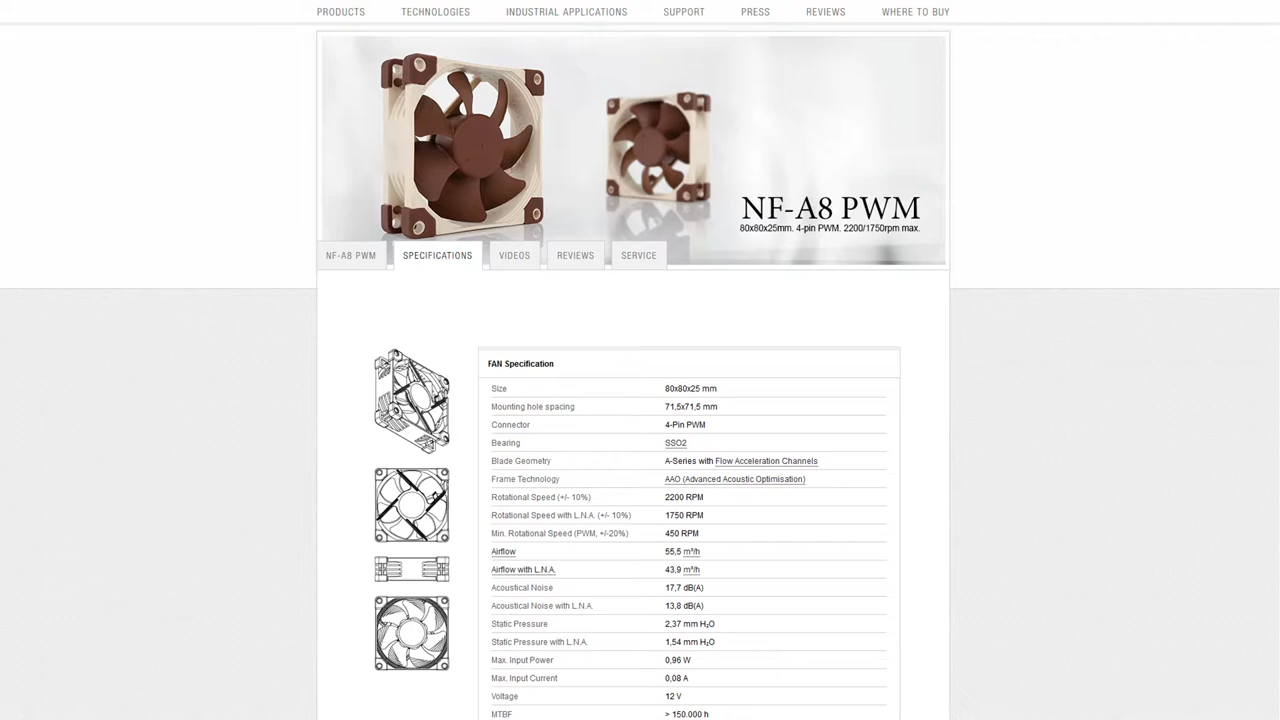 PRODUCTS TECHNOLOGIES INDUSTRIAL APPLICATIONS SUPPORT PRESS REVIEWS WHERE TO BUY
NF-A8 PWM
80x80x25mm. 4-pin PWM. 2200/1750rpm max.
NF-A8 PWM SPECIFICATIONS VIDEOS REVIEWS SERVICE
FAN Specification
Size 80x80x25 mm
Mounting hole spacing 71,5x71,5 mm
Connector 4-Pin PWM
Bearing SSO2
Blade Geometry A-Series with Flow Acceleration Channels
Frame Technology AAO (Advanced Acoustic Optimisation)
Rotational Speed (+/- 10%) 2200 RPM
Rotational Speed with L.N.A. (+/- 10%) 1750 RPM
Min. Rotational Speed (PWM, +/-20%) 450 RPM
Airflow 55,5 m³/h
Airflow with L.N.A. 43,9 m³/h
Acoustical Noise 17,7 dB(A)
Acoustical Noise with L.N.A. 13,8 dB(A)
Static Pressure 2,37 mm H₂O
Static Pressure with L.N.A. 1,54 mm H₂O
Max. Input Power 0,96 W
Max. Input Current 0,08 A
Voltage 12 V
MTBF > 150.000 h